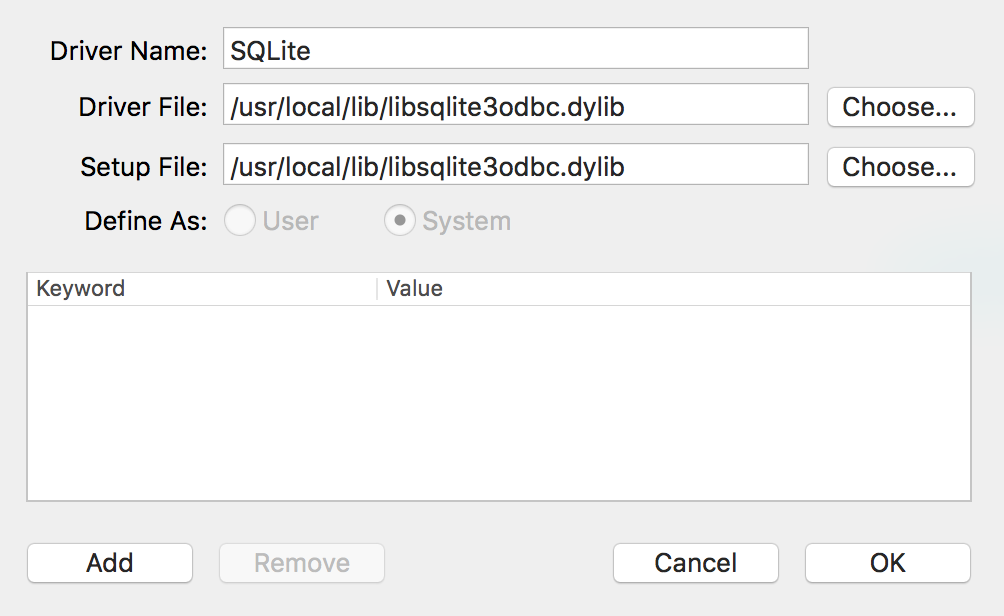 Driver Name: SQLite
Driver File: /usr/local/lib/libsqlite3odbc.dylib Choose...
Setup File: /usr/local/lib/libsqlite3odbc.dylib Choose...
Define As: User System
Keyword Value
Add Remove Cancel OK